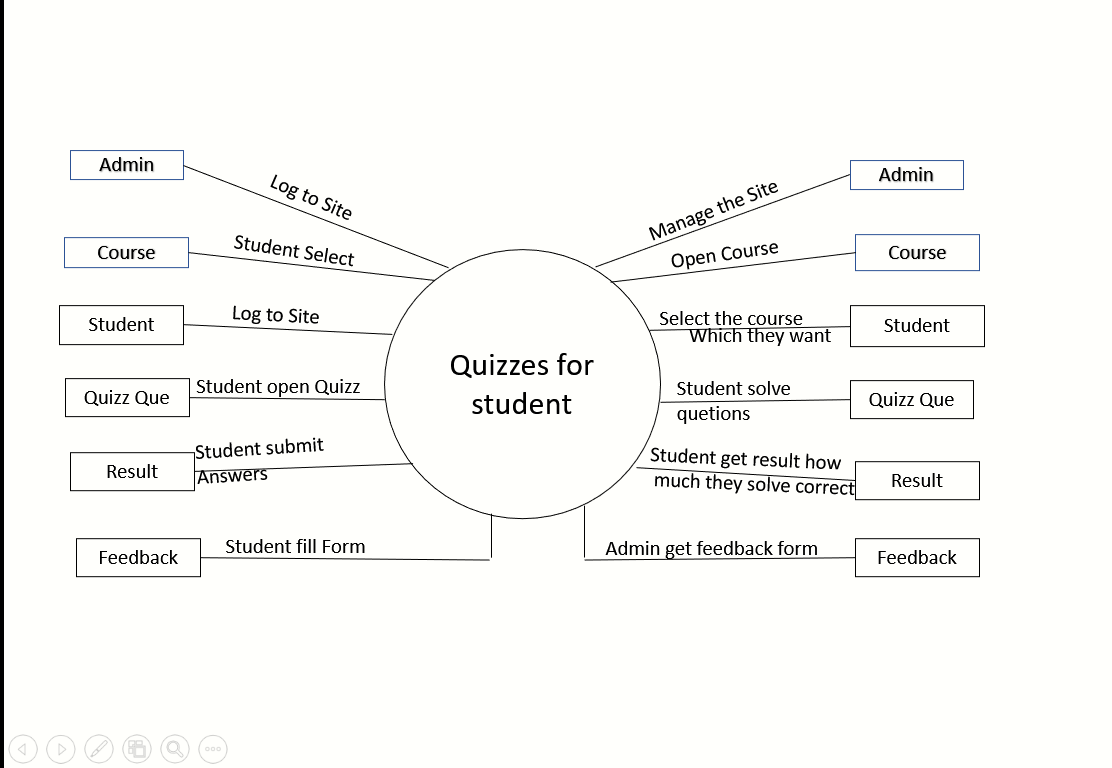 Admin
Log to Site
Manage the Site
Admin
Course
Student Select
Open Course
Course
Student
Log to Site
Select the course
Which they want
Student
Quizzes for
student
Quizz Que
Student open Quizz
Student solve
quetions
Quizz Que
Result
Student submit
Answers
Student get result how
much they solve correct
Result
Feedback
Student fill Form
Admin get feedback form
Feedback